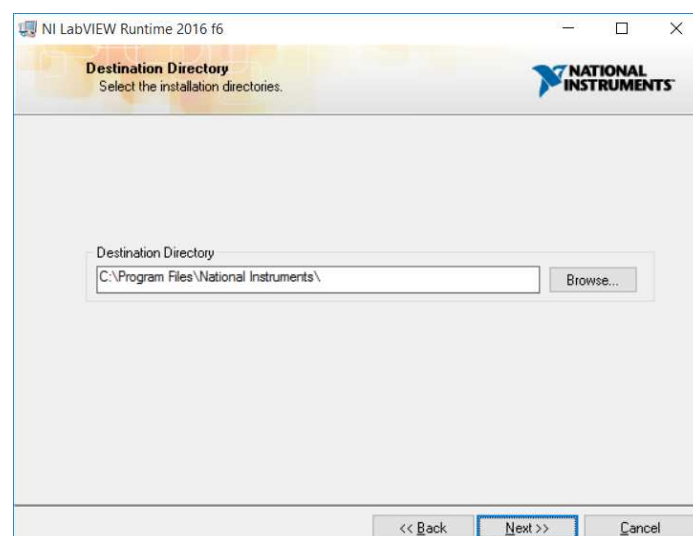 NI LabVIEW Runtime 2016 f6
Destination Directory
Select the installation directories.
NATIONAL
INSTRUMENTS™
Destination Directory
C:\Program Files\National Instruments\
Browse...
<< Back
Next >>
Cancel